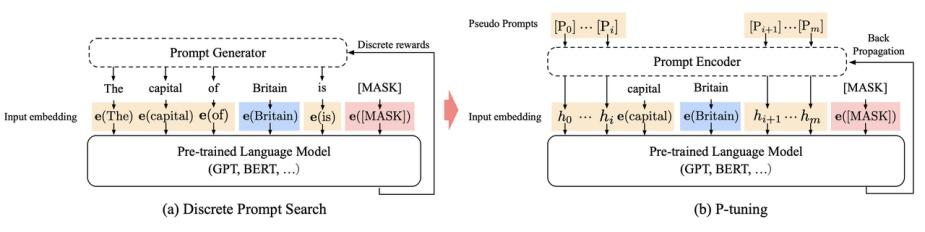 Prompt Generator
Discrete rewards
The capital of Britain is [MASK]
Input embedding e(The) e(capital) e(of) e(Britain) e(is) e([MASK])
Pre-trained Language Model
(GPT, BERT, …)
(a) Discrete Prompt Search
Pseudo Prompts [P₀] ⋯ [Pᵢ] [Pᵢ₊₁] ⋯ [Pₘ]
Back
Propagation
Prompt Encoder
capital Britain [MASK]
Input embedding h₀ ⋯ hᵢ e(capital) e(Britain) hᵢ₊₁ ⋯ hₘ e([MASK])
Pre-trained Language Model
(GPT, BERT, …)
(b) P-tuning